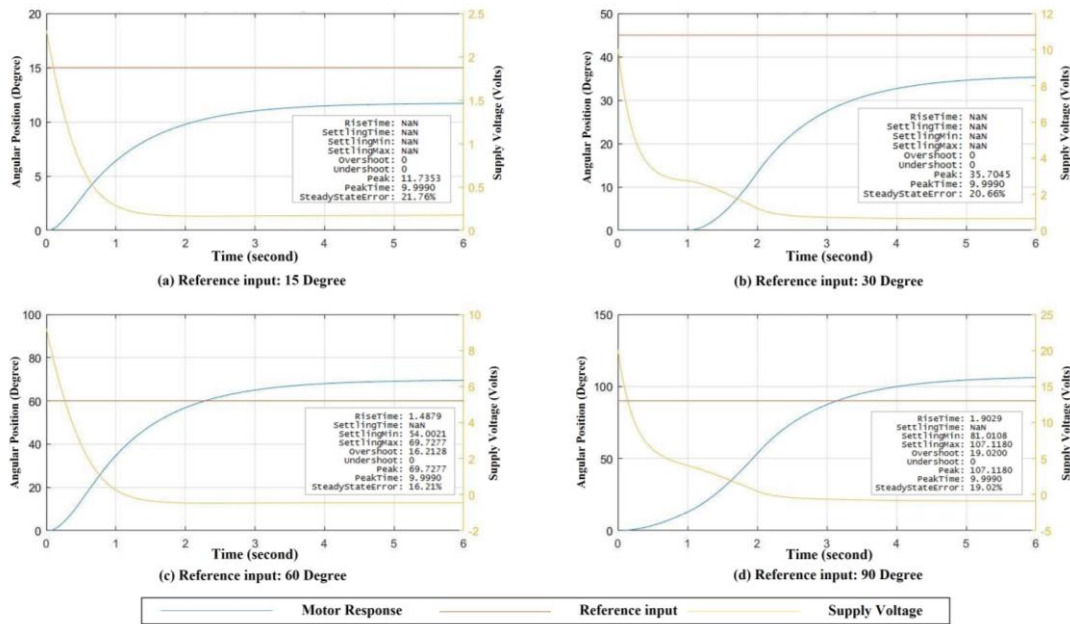 20
15
10
5
0
2.5
2
1.5
1
0.5
0
Angular Position (Degree)
Supply Voltage (Volts)
RiseTime: NaN
SettlingTime: NaN
SettlingMin: NaN
SettlingMax: NaN
Overshoot: 0
Undershoot: 0
Peak: 11.7353
PeakTime: 9.9990
SteadyStateError: 21.76%
0 1 2 3 4 5 6
Time (second)
(a) Reference input: 15 Degree
50
40
30
20
10
0
12
10
8
6
4
2
0
Angular Position (Degree)
Supply Voltage (Volts)
RiseTime: NaN
SettlingTime: NaN
SettlingMin: NaN
SettlingMax: NaN
Overshoot: 0
Undershoot: 0
Peak: 35.7045
PeakTime: 9.9990
SteadyStateError: 20.66%
0 1 2 3 4 5 6
Time (second)
(b) Reference input: 30 Degree
100
80
60
40
20
0
10
8
6
4
2
0
-2
Angular Position (Degree)
Supply Voltage (Volts)
RiseTime: 1.4879
SettlingTime: NaN
SettlingMin: 54.0021
SettlingMax: 69.7277
Overshoot: 16.2128
Undershoot: 0
Peak: 69.7277
PeakTime: 9.9990
SteadyStateError: 16.21%
0 1 2 3 4 5 6
Time (second)
(c) Reference input: 60 Degree
150
100
50
0
25
20
15
10
5
0
-5
Angular Position (Degree)
Supply Voltage (Volts)
RiseTime: 1.9029
SettlingTime: NaN
SettlingMin: 81.0108
SettlingMax: 107.1180
Overshoot: 19.0200
Undershoot: 0
Peak: 107.1180
PeakTime: 9.9990
SteadyStateError: 19.02%
0 1 2 3 4 5 6
Time (second)
(d) Reference input: 90 Degree
Motor Response Reference input Supply Voltage